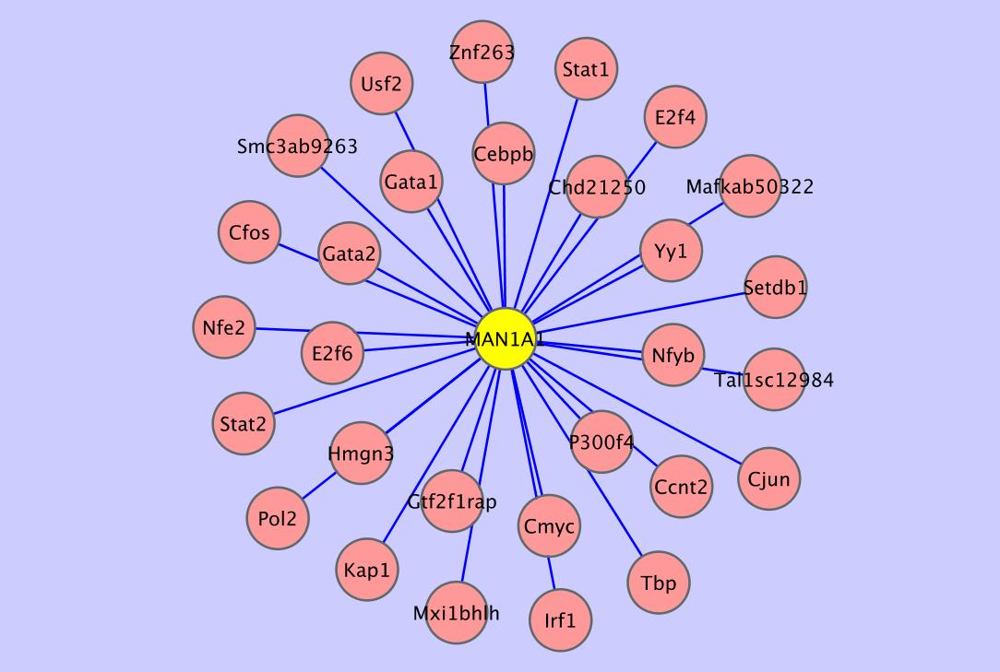 Znf263
Stat1
Usf2
E2f4
Smc3ab9263
Cebpb
Gata1
Chd21250
Mafkab50322
Cfos
Gata2
Yy1
Setdb1
Nfe2
MAN1A1
E2f6
Nfyb
Tal1sc12984
Stat2
P300f4
Hmgn3
Cjun
Ccnt2
Gtf2f1rap
Pol2
Cmyc
Kap1
Tbp
Mxi1bhlh
Irf1